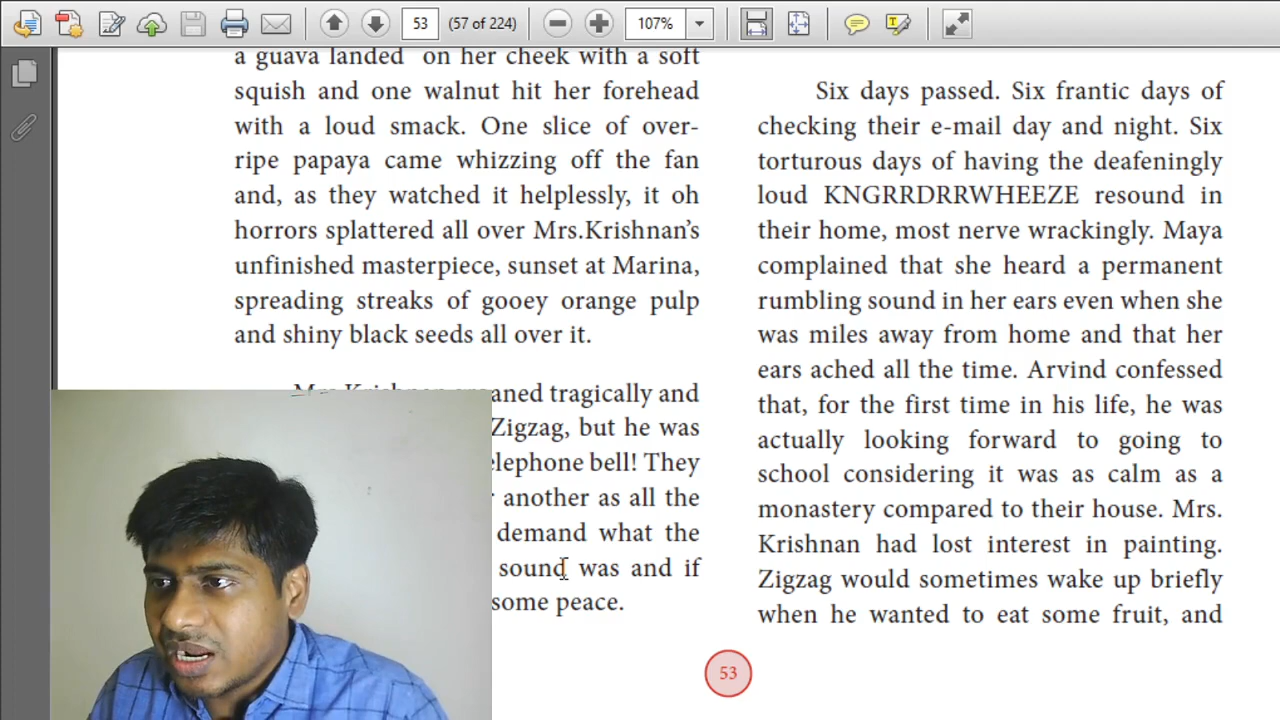 53 (57 of 224) 107%
a guava landed on her cheek with a soft
squish and one walnut hit her forehead
with a loud smack. One slice of over-
ripe papaya came whizzing off the fan
and, as they watched it helplessly, it oh
horrors splattered all over Mrs.Krishnan’s
unfinished masterpiece, sunset at Marina,
spreading streaks of gooey orange pulp
and shiny black seeds all over it.
tragically and
Zigzag, but he was
bell! They
another as all the
demand what the
sound was and if
some peace.
Six days passed. Six frantic days of
checking their e-mail day and night. Six
torturous days of having the deafeningly
loud KNGRRDRRWHEEZE resound in
their home, most nerve wrackingly. Maya
complained that she heard a permanent
rumbling sound in her ears even when she
was miles away from home and that her
ears ached all the time. Arvind confessed
that, for the first time in his life, he was
actually looking forward to going to
school considering it was as calm as a
monastery compared to their house. Mrs.
Krishnan had lost interest in painting.
Zigzag would sometimes wake up briefly
when he wanted to eat some fruit, and
53